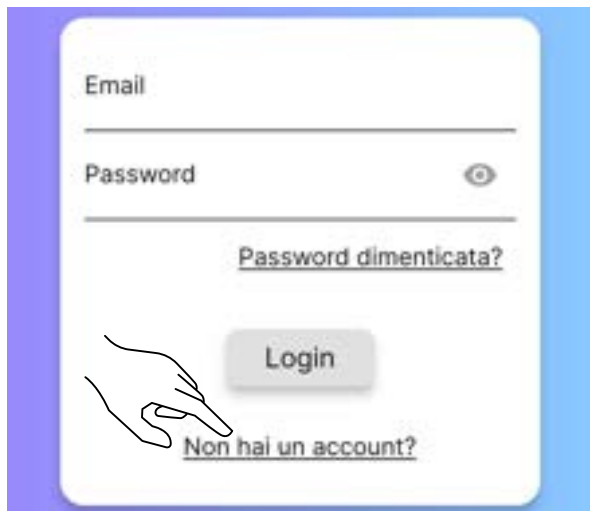 Email
Password
Password dimenticata?
Login
Non hai un account?